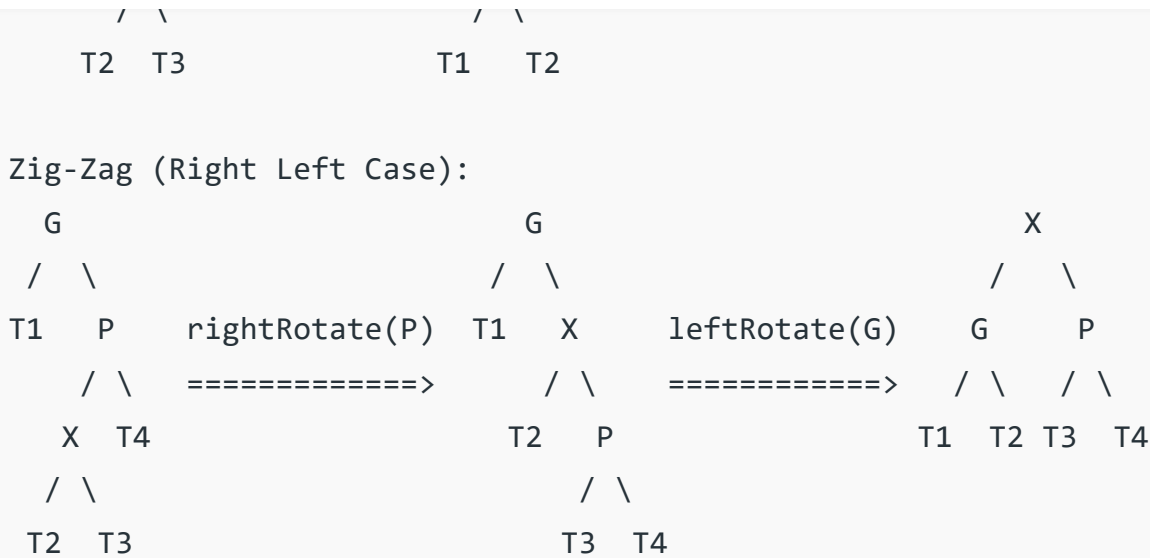 / \ / \
T2 T3 T1 T2
Zig-Zag (Right Left Case):
G G X
/ \ / \ / \
T1 P rightRotate(P) T1 X leftRotate(G) G P
/ \ =============> / \ ============> / \ / \
X T4 T2 P T1 T2 T3 T4
/ \ / \
T2 T3 T3 T4